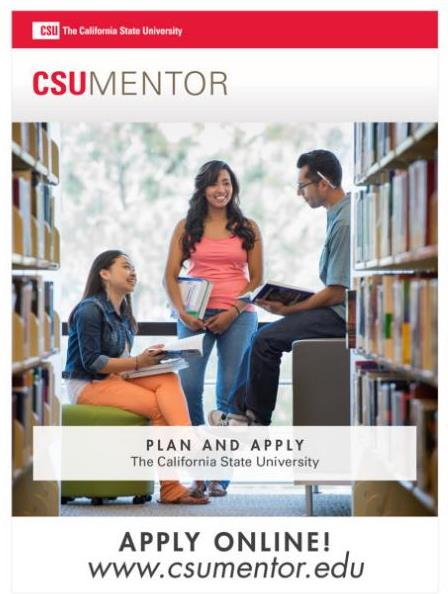 CSU The California State University
CSUMENTOR
PLAN AND APPLY
The California State University
APPLY ONLINE!
www.csumentor.edu